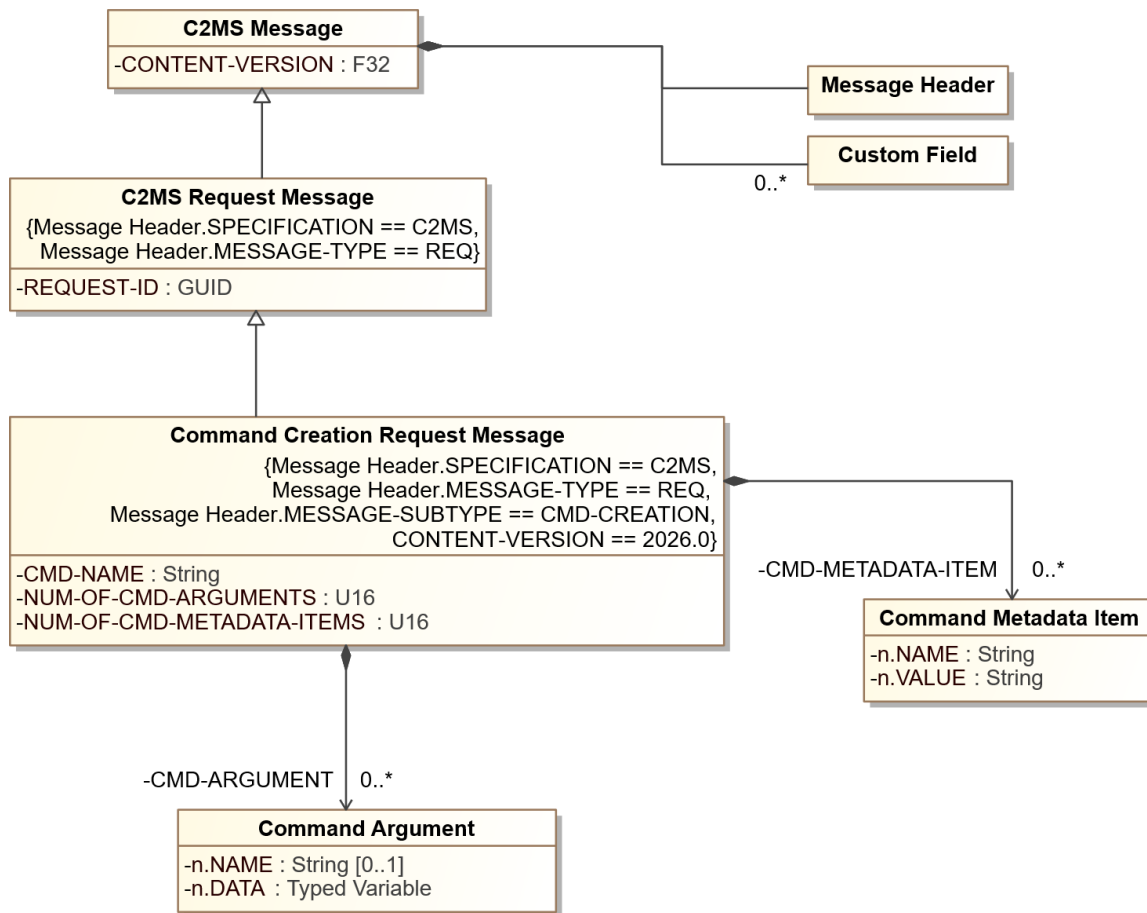 C2MS Message
-CONTENT-VERSION : F32
Message Header
Custom Field
0..*
C2MS Request Message
{Message Header.SPECIFICATION == C2MS,
Message Header.MESSAGE-TYPE == REQ}
-REQUEST-ID : GUID
Command Creation Request Message
{Message Header.SPECIFICATION == C2MS,
Message Header.MESSAGE-TYPE == REQ,
Message Header.MESSAGE-SUBTYPE == CMD-CREATION,
CONTENT-VERSION == 2026.0}
-CMD-NAME : String
-NUM-OF-CMD-ARGUMENTS : U16
-NUM-OF-CMD-METADATA-ITEMS : U16
-CMD-METADATA-ITEM 0..*
Command Metadata Item
-n.NAME : String
-n.VALUE : String
-CMD-ARGUMENT 0..*
Command Argument
-n.NAME : String [0..1]
-n.DATA : Typed Variable